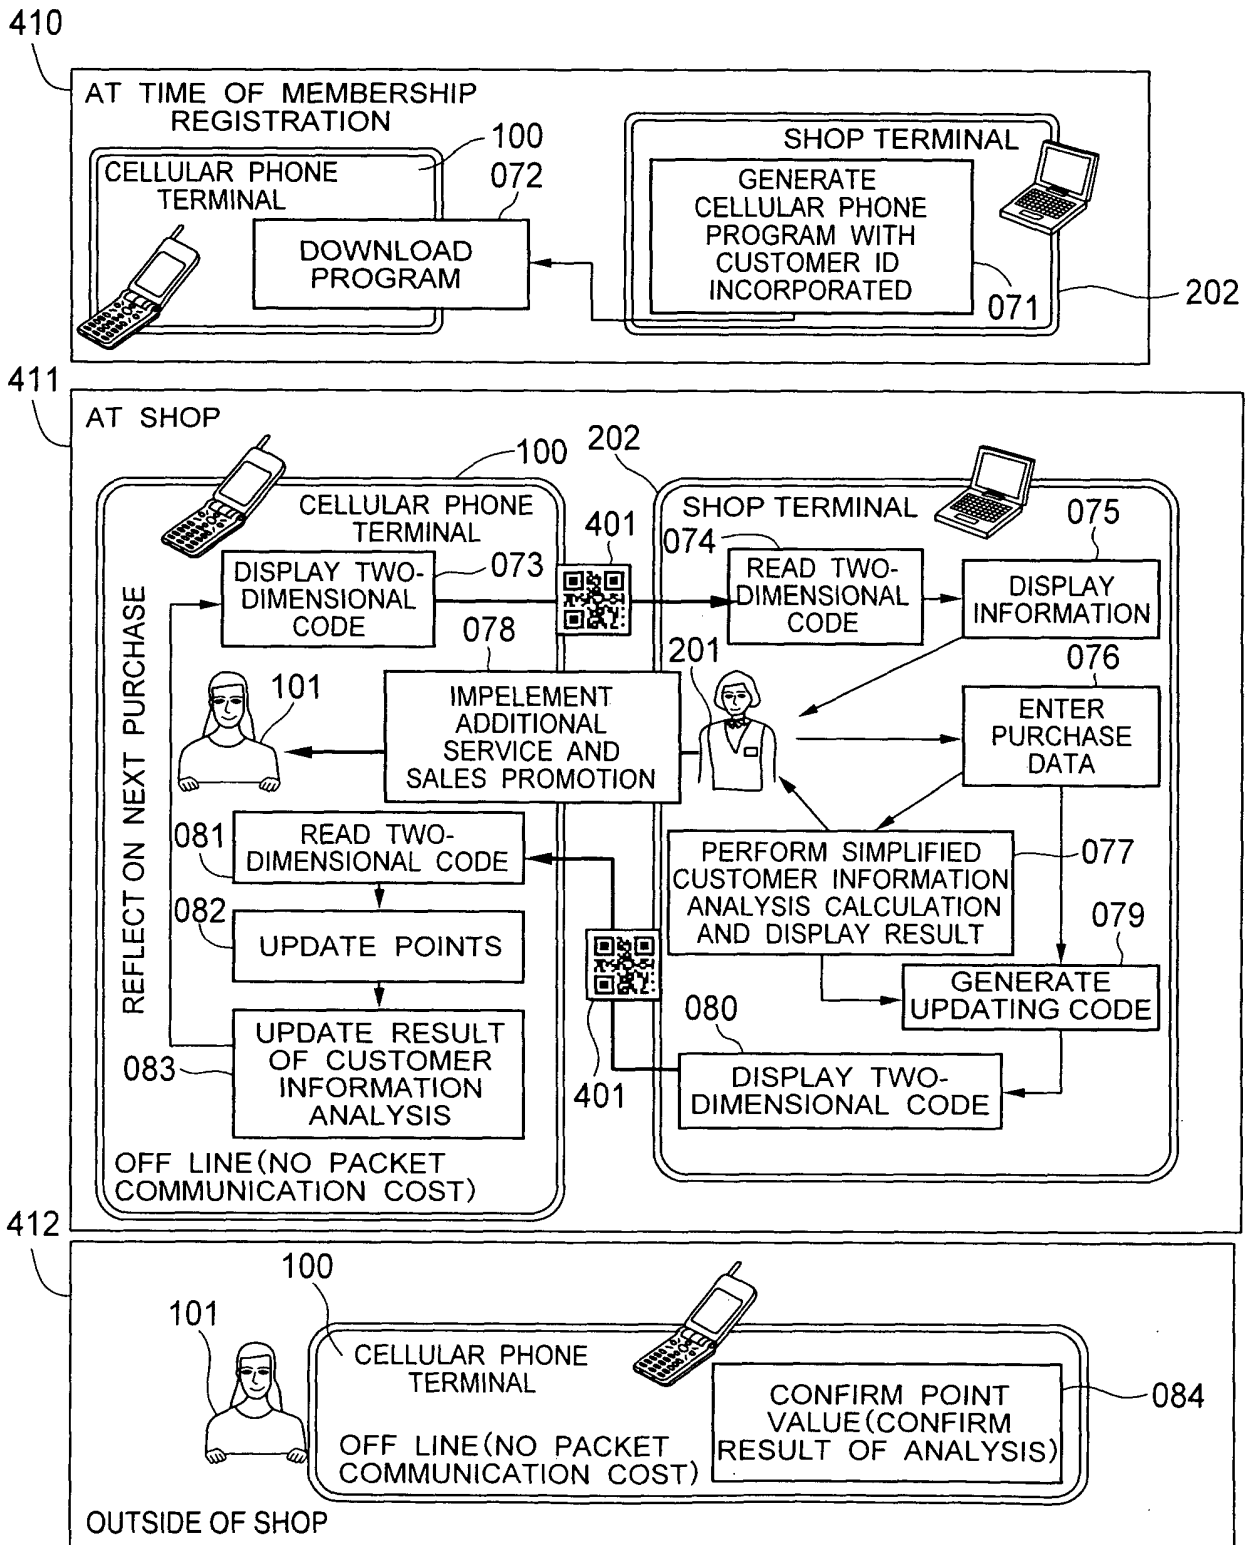 410
AT TIME OF MEMBERSHIP
REGISTRATION
100
CELLULAR PHONE
TERMINAL
072
DOWNLOAD
PROGRAM
SHOP TERMINAL
GENERATE
CELLULAR PHONE
PROGRAM WITH
CUSTOMER ID
INCORPORATED
071
202
411
AT SHOP
100
CELLULAR PHONE
TERMINAL
202
SHOP TERMINAL
REFLECT ON NEXT PURCHASE
DISPLAY TWO-
DIMENSIONAL
CODE
073
401
074
READ TWO-
DIMENSIONAL
CODE
075
DISPLAY
INFORMATION
078
IMPELEMENT
ADDITIONAL
SERVICE AND
SALES PROMOTION
101
201
076
ENTER
PURCHASE
DATA
081
READ TWO-
DIMENSIONAL CODE
PERFORM SIMPLIFIED
CUSTOMER INFORMATION
ANALYSIS CALCULATION
AND DISPLAY RESULT
077
082
UPDATE POINTS
079
GENERATE
UPDATING CODE
083
UPDATE RESULT
OF CUSTOMER
INFORMATION
ANALYSIS
401
080
DISPLAY TWO-
DIMENSIONAL CODE
OFF LINE(NO PACKET
COMMUNICATION COST)
412
100
101
CELLULAR PHONE
TERMINAL
OFF LINE(NO PACKET
COMMUNICATION COST)
CONFIRM POINT
VALUE(CONFIRM
RESULT OF ANALYSIS)
084
OUTSIDE OF SHOP